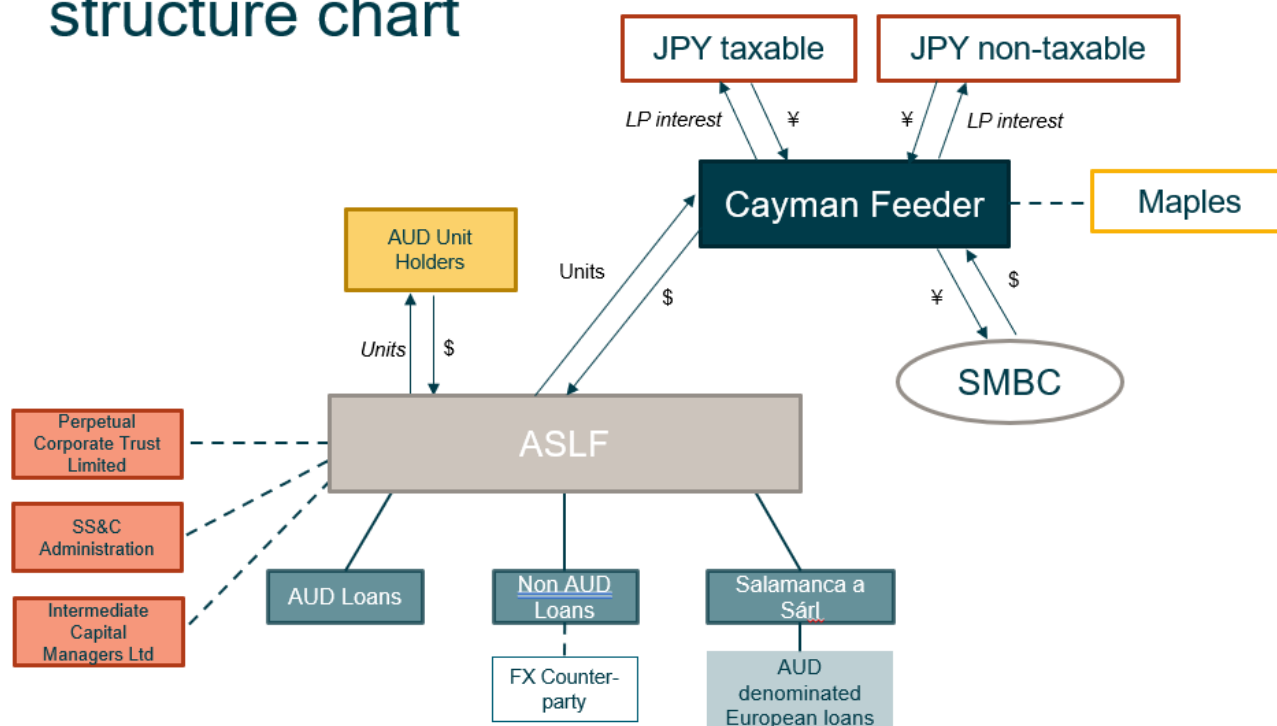 structure chart
JPY taxable
JPY non-taxable
LP interest
¥
¥
LP interest
Cayman Feeder
Maples
AUD Unit
Holders
Units
$
¥
$
Units
$
SMBC
Perpetual
Corporate Trust
Limited
ASLF
SS&C
Administration
Intermediate
Capital
Managers Ltd
AUD Loans
Non AUD
Loans
Salamanca a
Sárl
FX Counter-
party
AUD
denominated
European loans